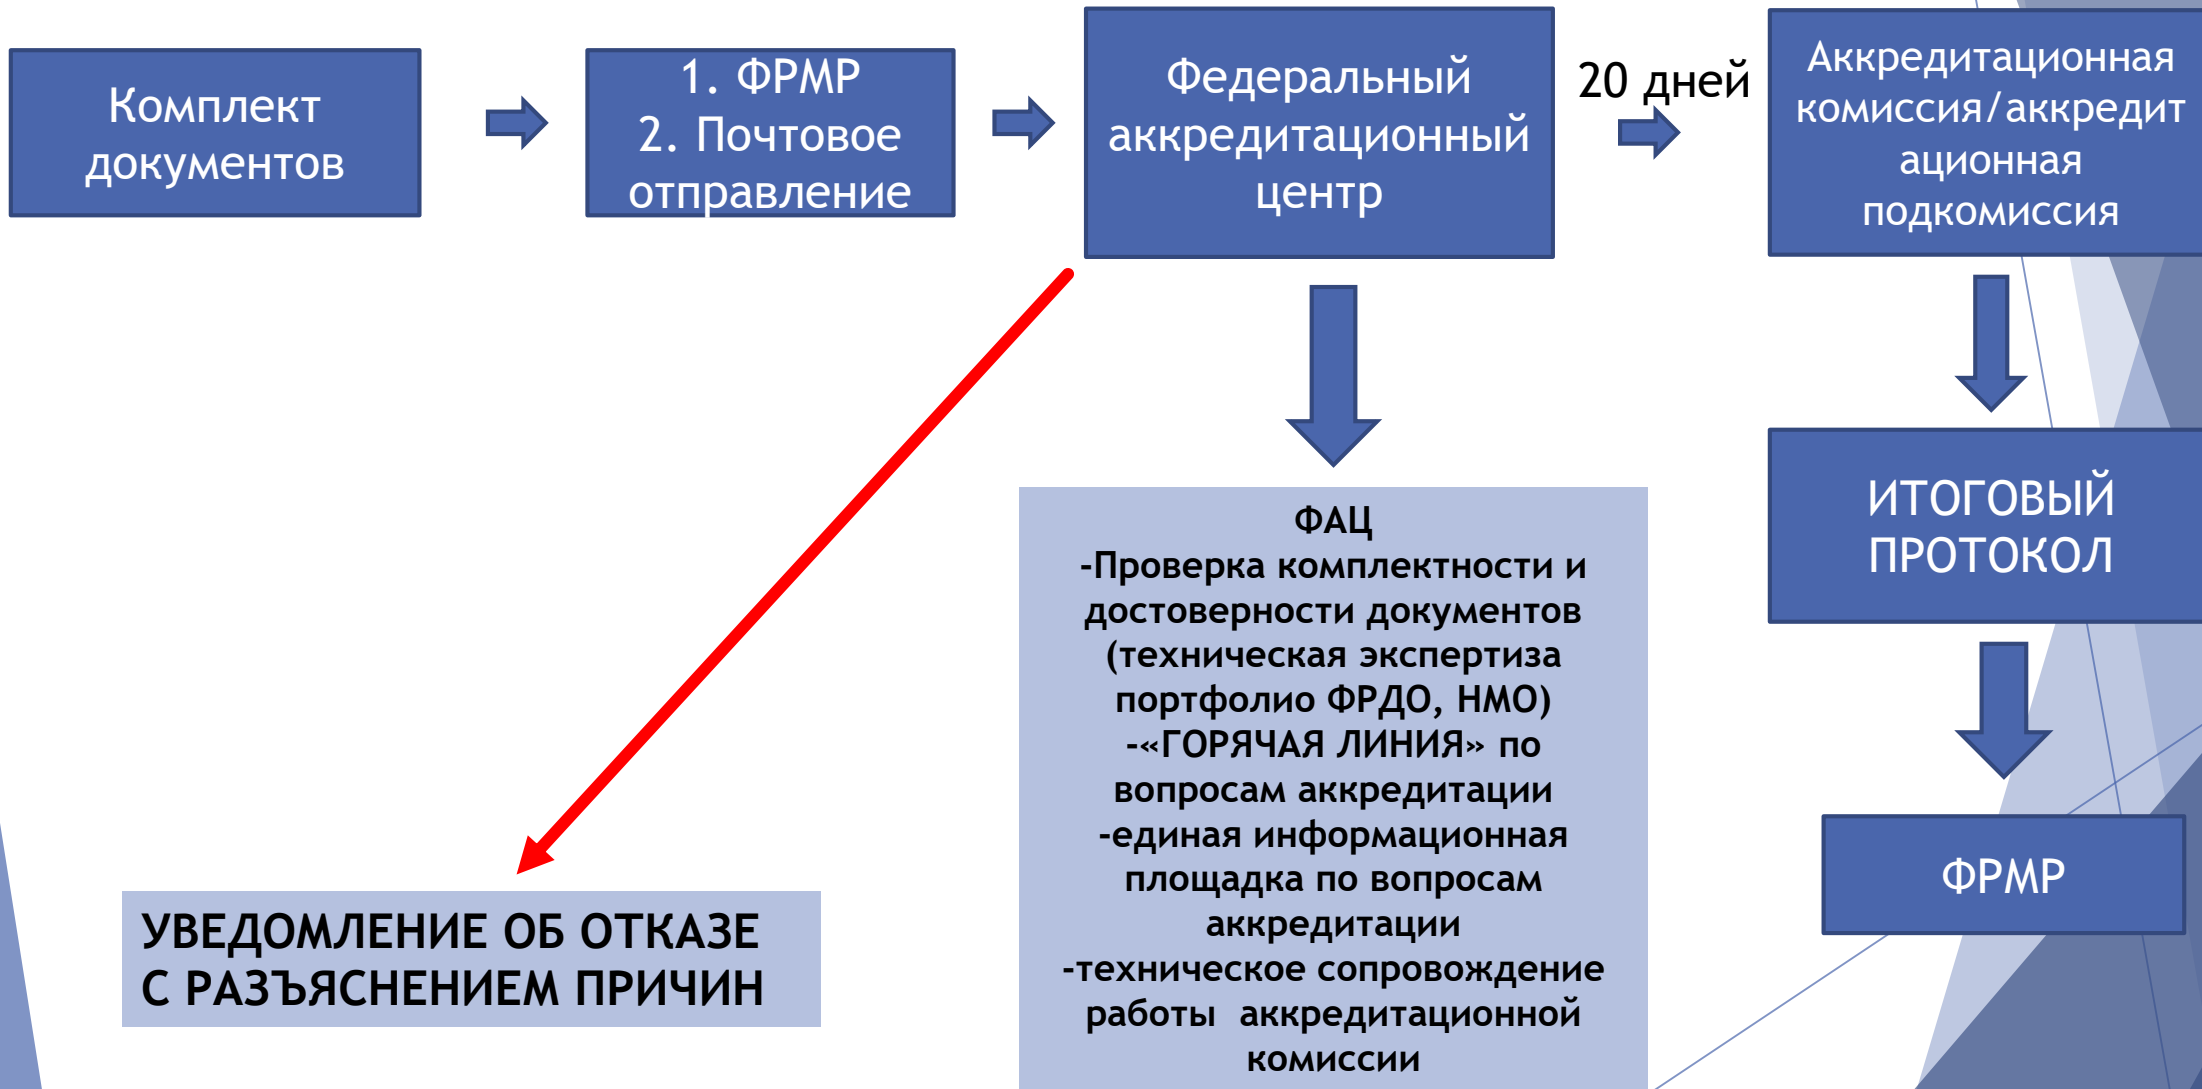 Комплект
документов
1. ФРМР
2. Почтовое
отправление
Федеральный
аккредитационный
центр
20 дней
Аккредитационная
комиссия/аккредит
ационная
подкомиссия
ИТОГОВЫЙ
ПРОТОКОЛ
ФРМР
ФАЦ
-Проверка комплектности и
достоверности документов
(техническая экспертиза
портфолио ФРДО, НМО)
-«ГОРЯЧАЯ ЛИНИЯ» по
вопросам аккредитации
-единая информационная
площадка по вопросам
аккредитации
-техническое сопровождение
работы  аккредитационной
комиссии
УВЕДОМЛЕНИЕ ОБ ОТКАЗЕ
С РАЗЪЯСНЕНИЕМ ПРИЧИН